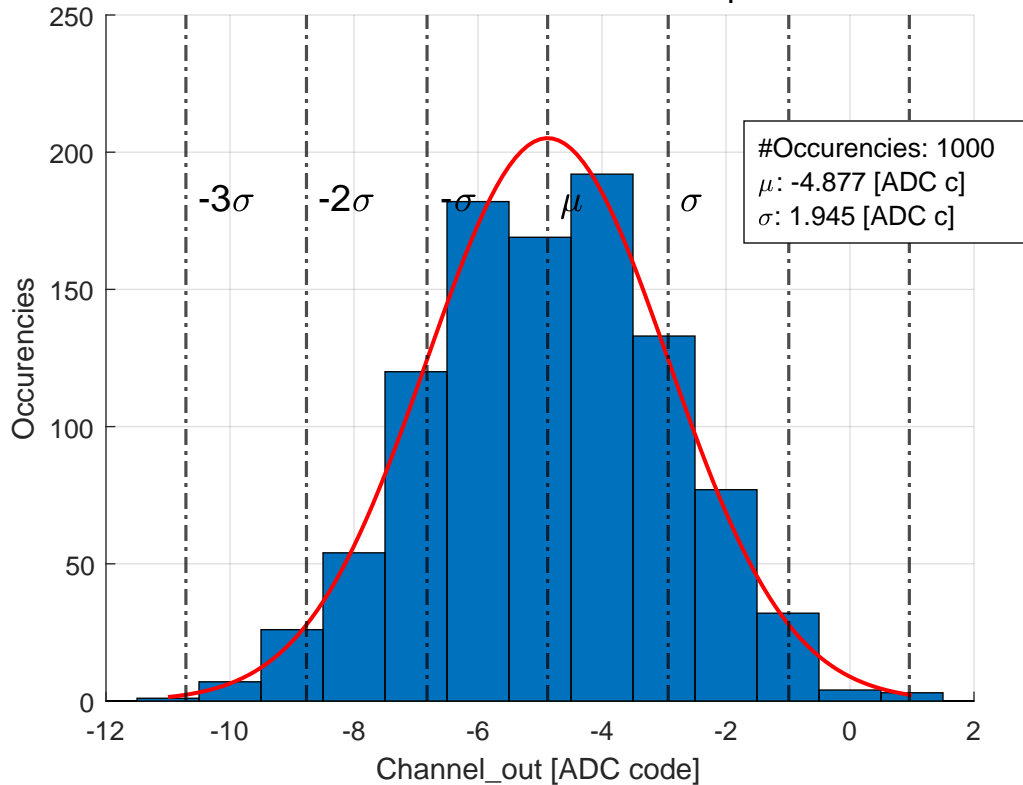 250
200
150
100
50
0
Occurencies
-3σ
-2σ
-σ
μ
σ
#Occurencies: 1000
μ: -4.877 [ADC c]
σ: 1.945 [ADC c]
-12
-10
-8
-6
-4
-2
0
2
Channel_out [ADC code]